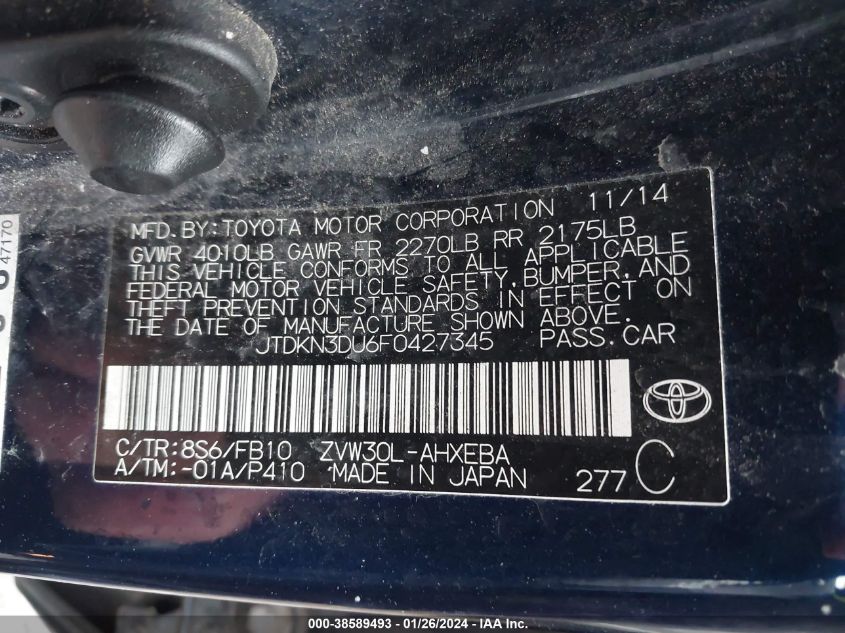 MFD.BY:TOYOTA MOTOR CORPORATION 11/14
GVWR 4010LB GAWR FR 2270LB RR 2175LB
THIS VEHICLE CONFORMS TO ALL APPLICABLE
FEDERAL MOTOR VEHICLE SAFETY,BUMPER,AND
THEFT PREVENTION STANDARDS IN EFFECT ON
THE DATE OF MANUFACTURE SHOWN ABOVE.
JTDKN3DU6F0427345 PASS.CAR
C/TR:8S6/FB10 ZVW30L-AHXEBA
A/TM:-01A/P410 MADE IN JAPAN 277 C
47170
000-38589493 - 01/26/2024 - IAA Inc.